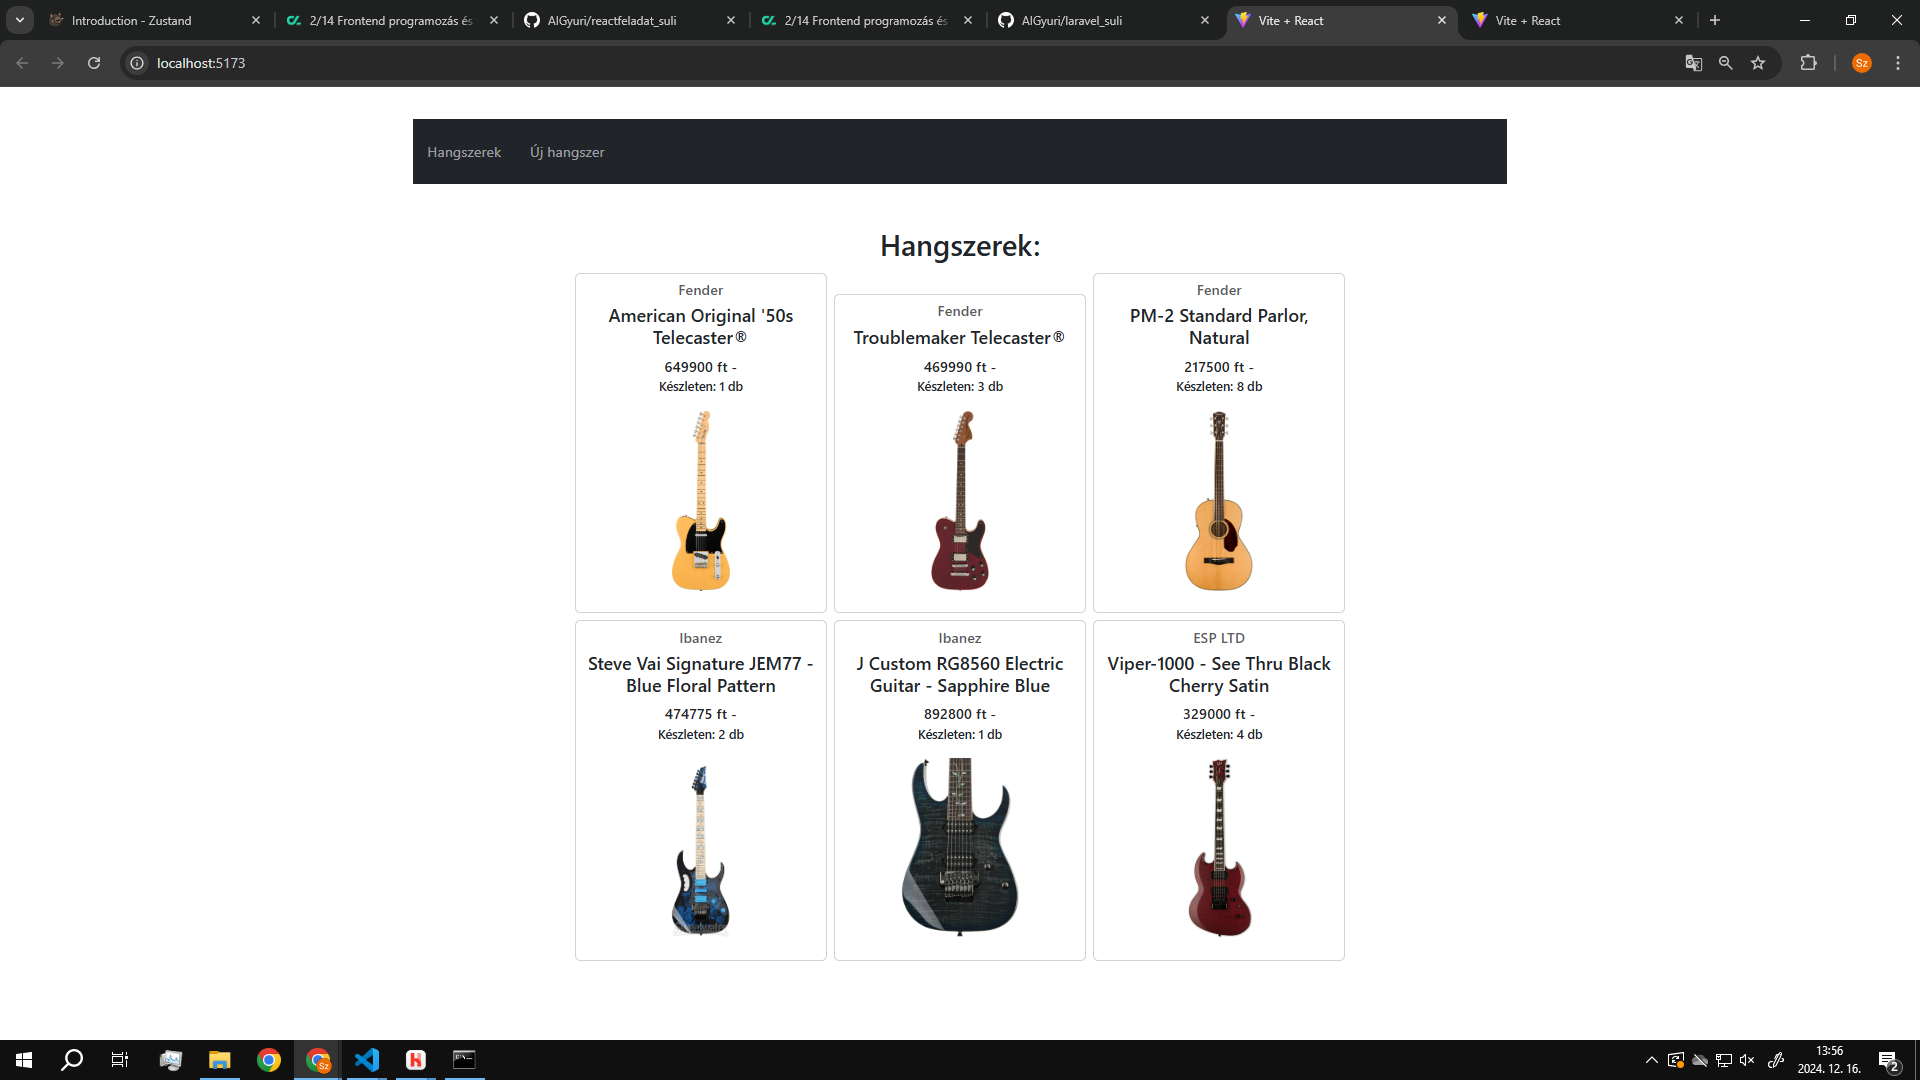 Introduction - Zustand
2/14 Frontend programozás és
AlGyuri/reactfeladat_suli
2/14 Frontend programozás és
AlGyuri/laravel_suli
Vite + React
Vite + React
localhost:5173
Sz
Hangszerek
Új hangszer
Hangszerek:
Fender
American Original '50s
Telecaster®
649900 ft -
Készleten: 1 db
Fender
Troublemaker Telecaster®
469990 ft -
Készleten: 3 db
Fender
PM-2 Standard Parlor,
Natural
217500 ft -
Készleten: 8 db
Ibanez
Steve Vai Signature JEM77 -
Blue Floral Pattern
474775 ft -
Készleten: 2 db
Ibanez
J Custom RG8560 Electric
Guitar - Sapphire Blue
892800 ft -
Készleten: 1 db
ESP LTD
Viper-1000 - See Thru Black
Cherry Satin
329000 ft -
Készleten: 4 db
Sz
13:56
2024. 12. 16.
2